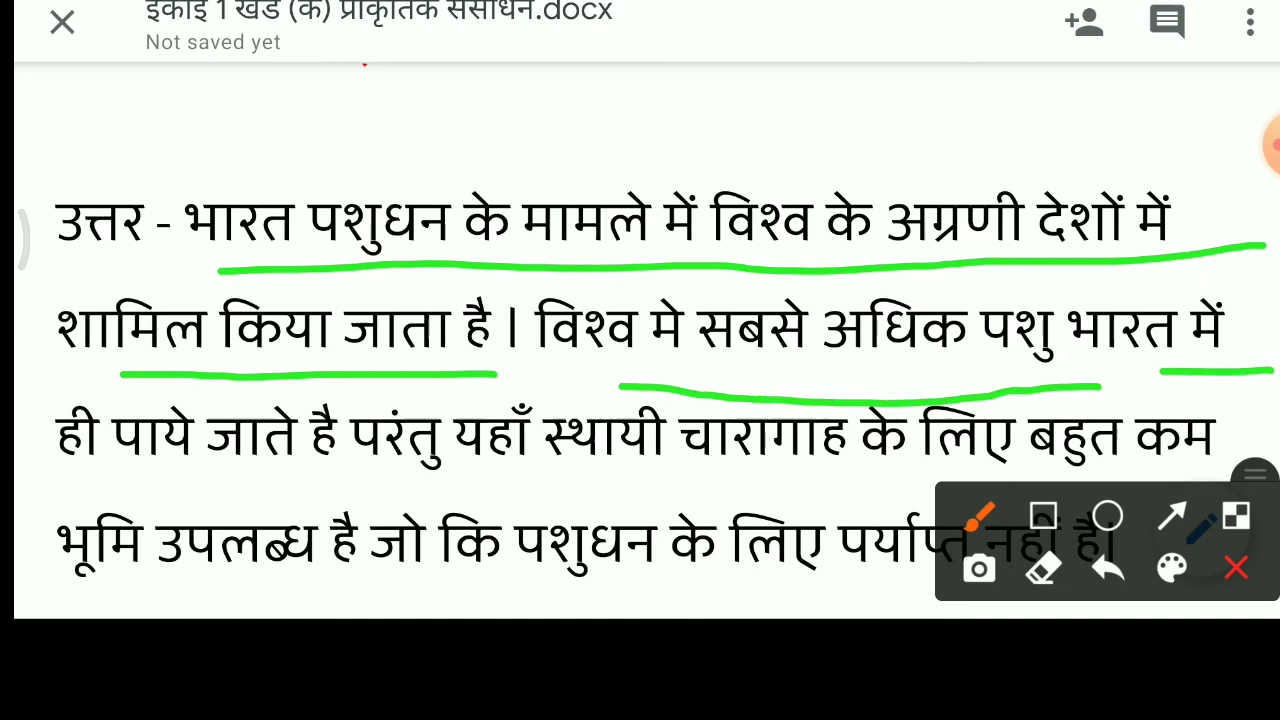 इकाई 1 खंड (क) प्राकृतिक संसाधन.docx
Not saved yet
उत्तर - भारत पशुधन के मामले में विश्व के अग्रणी देशों में
शामिल किया जाता है । विश्व मे सबसे अधिक पशु भारत में
ही पाये जाते है परंतु यहाँ स्थायी चारागाह के लिए बहुत कम
भूमि उपलब्ध है जो कि पशुधन के लिए पर्याप्त नहीं है।